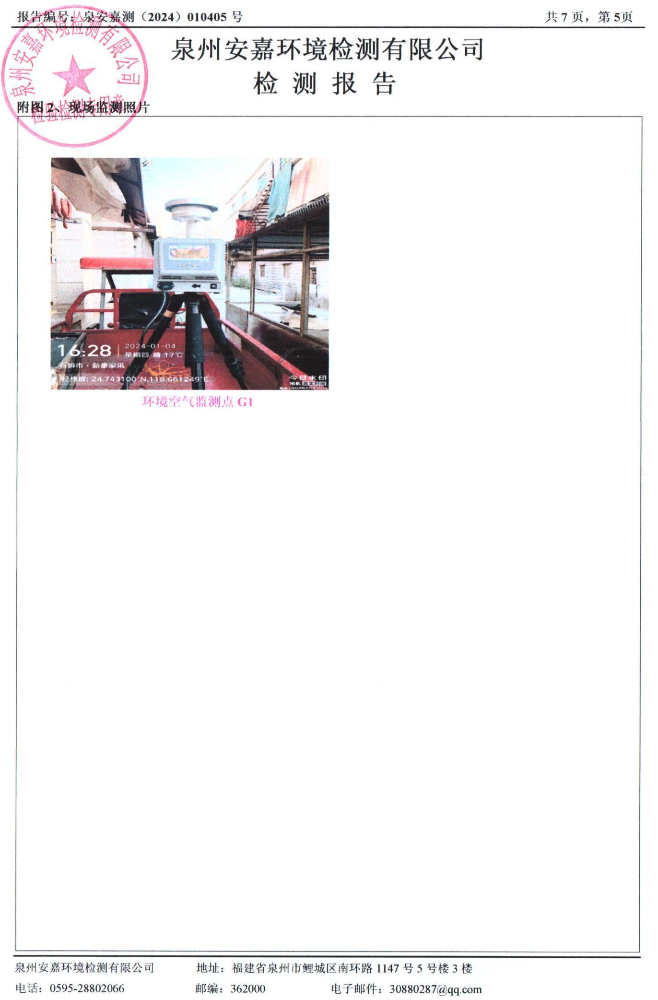 报告编号：泉安嘉测（2024）010405 号
共 7 页，第 5页
泉州安嘉环境检测有限公司
检测报告
泉州安嘉环境检测有限公司
检验检测专用章
附图 2、现场监测照片
16:28
2024-01-04
星期四 晴 17℃
石狮市·新豪家俬
经纬度: 24.743100°N,118.661249°E
今日水印
相机 真实时间
环境空气监测点 G1
泉州安嘉环境检测有限公司
地址：福建省泉州市鲤城区南环路 1147 号 5 号楼 3 楼
电话：0595-28802066
邮编：362000
电子邮件：30880287@qq.com